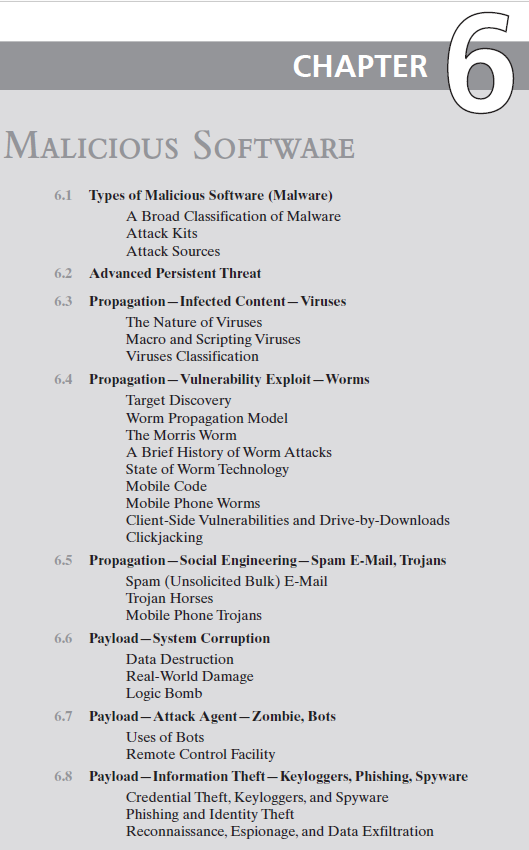 CHAPTER 6
MALICIOUS SOFTWARE
6.1 Types of Malicious Software (Malware)
A Broad Classification of Malware
Attack Kits
Attack Sources
6.2 Advanced Persistent Threat
6.3 Propagation—Infected Content—Viruses
The Nature of Viruses
Macro and Scripting Viruses
Viruses Classification
6.4 Propagation—Vulnerability Exploit—Worms
Target Discovery
Worm Propagation Model
The Morris Worm
A Brief History of Worm Attacks
State of Worm Technology
Mobile Code
Mobile Phone Worms
Client-Side Vulnerabilities and Drive-by-Downloads
Clickjacking
6.5 Propagation—Social Engineering—Spam E-Mail, Trojans
Spam (Unsolicited Bulk) E-Mail
Trojan Horses
Mobile Phone Trojans
6.6 Payload—System Corruption
Data Destruction
Real-World Damage
Logic Bomb
6.7 Payload—Attack Agent—Zombie, Bots
Uses of Bots
Remote Control Facility
6.8 Payload—Information Theft—Keyloggers, Phishing, Spyware
Credential Theft, Keyloggers, and Spyware
Phishing and Identity Theft
Reconnaissance, Espionage, and Data Exfiltration